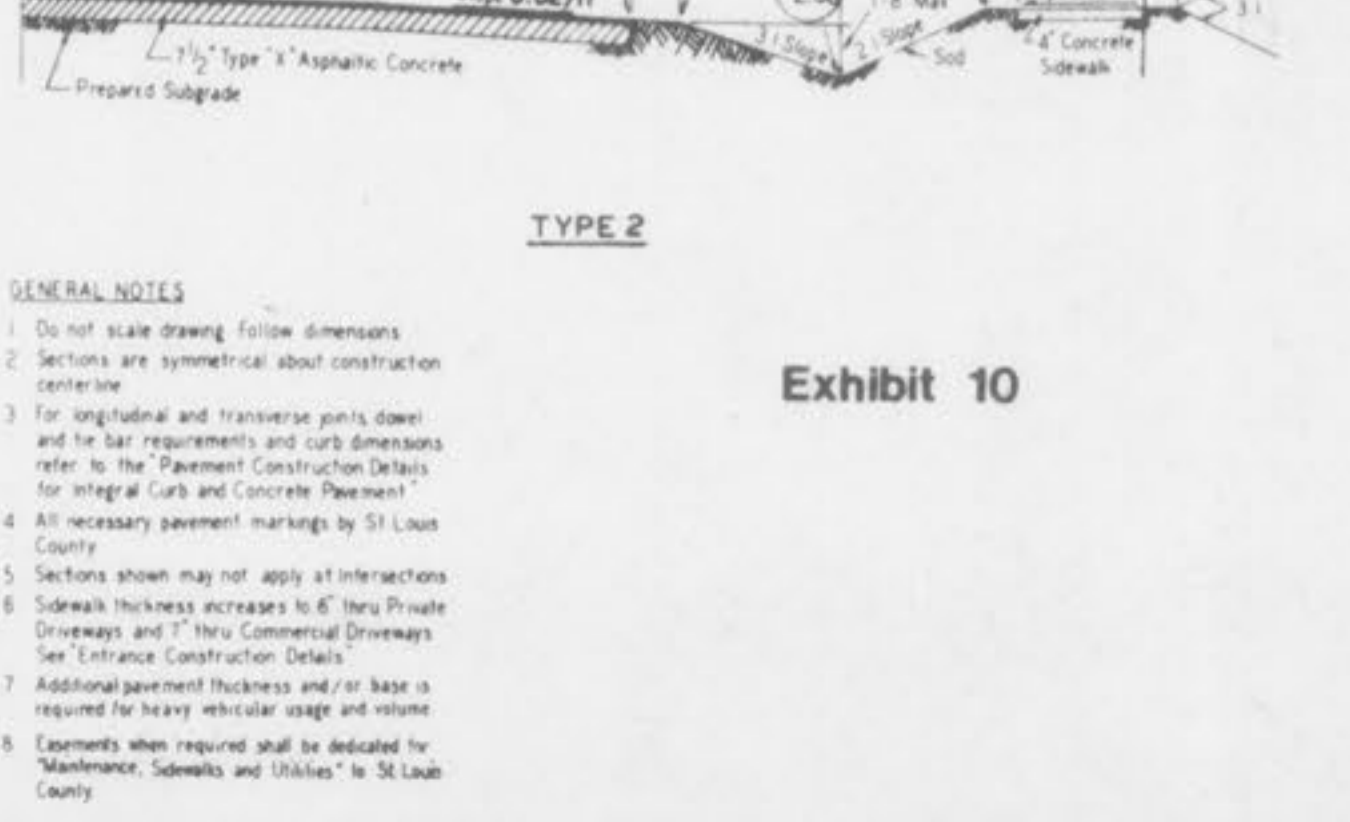 3:1 Slope
2:1 Slope
Sod
3:1
4" Concrete
Sidewalk
7 1/2" Type "X" Asphaltic Concrete
Prepared Subgrade
TYPE 2
GENERAL NOTES
1 Do not scale drawing Follow dimensions
2 Sections are symmetrical about construction
centerline
3 For longitudinal and transverse joints, dowel
and tie bar requirements and curb dimensions
refer to the "Pavement Construction Details
for Integral Curb and Concrete Pavement"
4 All necessary pavement markings by St Louis
County
5 Sections shown may not apply at Intersections
6 Sidewalk thickness increases to 6" thru Private
Driveways and 7" thru Commercial Driveways
See "Entrance Construction Details"
7 Additional pavement thickness and/or base is
required for heavy vehicular usage and volume
8 Easements when required shall be dedicated for
"Maintenance, Sidewalks and Utilities" to St Louis
County.
Exhibit 10